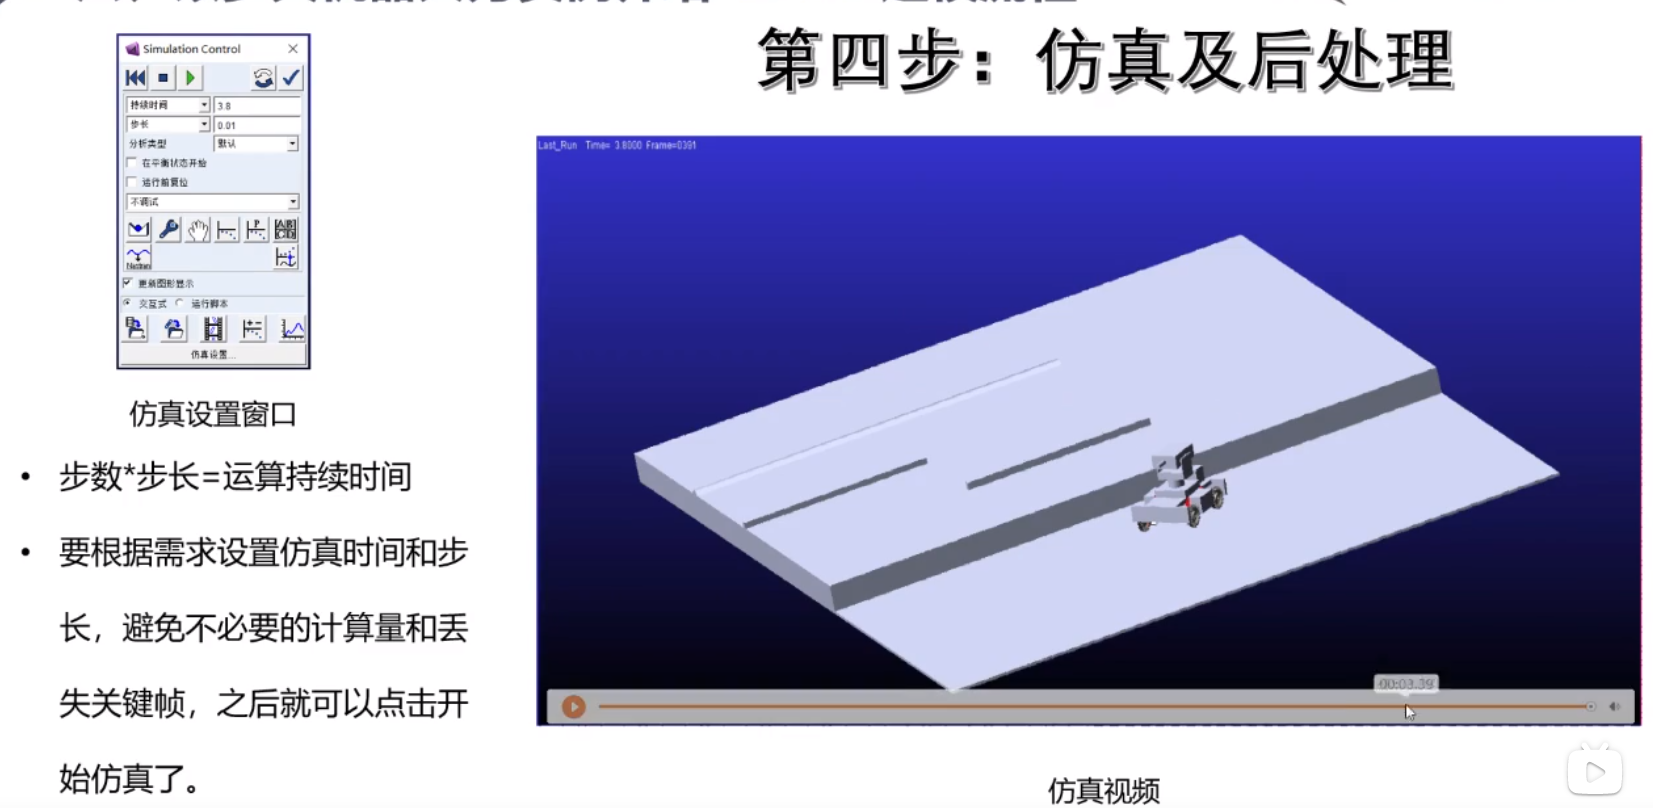 第四步：仿真及后处理
Simulation Control
持续时间 3.8
步长 0.01
分析类型 默认
在平衡状态开始
运行前复位
不调试
P
Nastran
更新图形显示
交互式 运行脚本
仿真设置...
仿真设置窗口
• 步数*步长=运算持续时间
• 要根据需求设置仿真时间和步
长，避免不必要的计算量和丢
失关键帧，之后就可以点击开
始仿真了。
Last_Run Time= 3.8000 Frame=0391
00:03.39
仿真视频